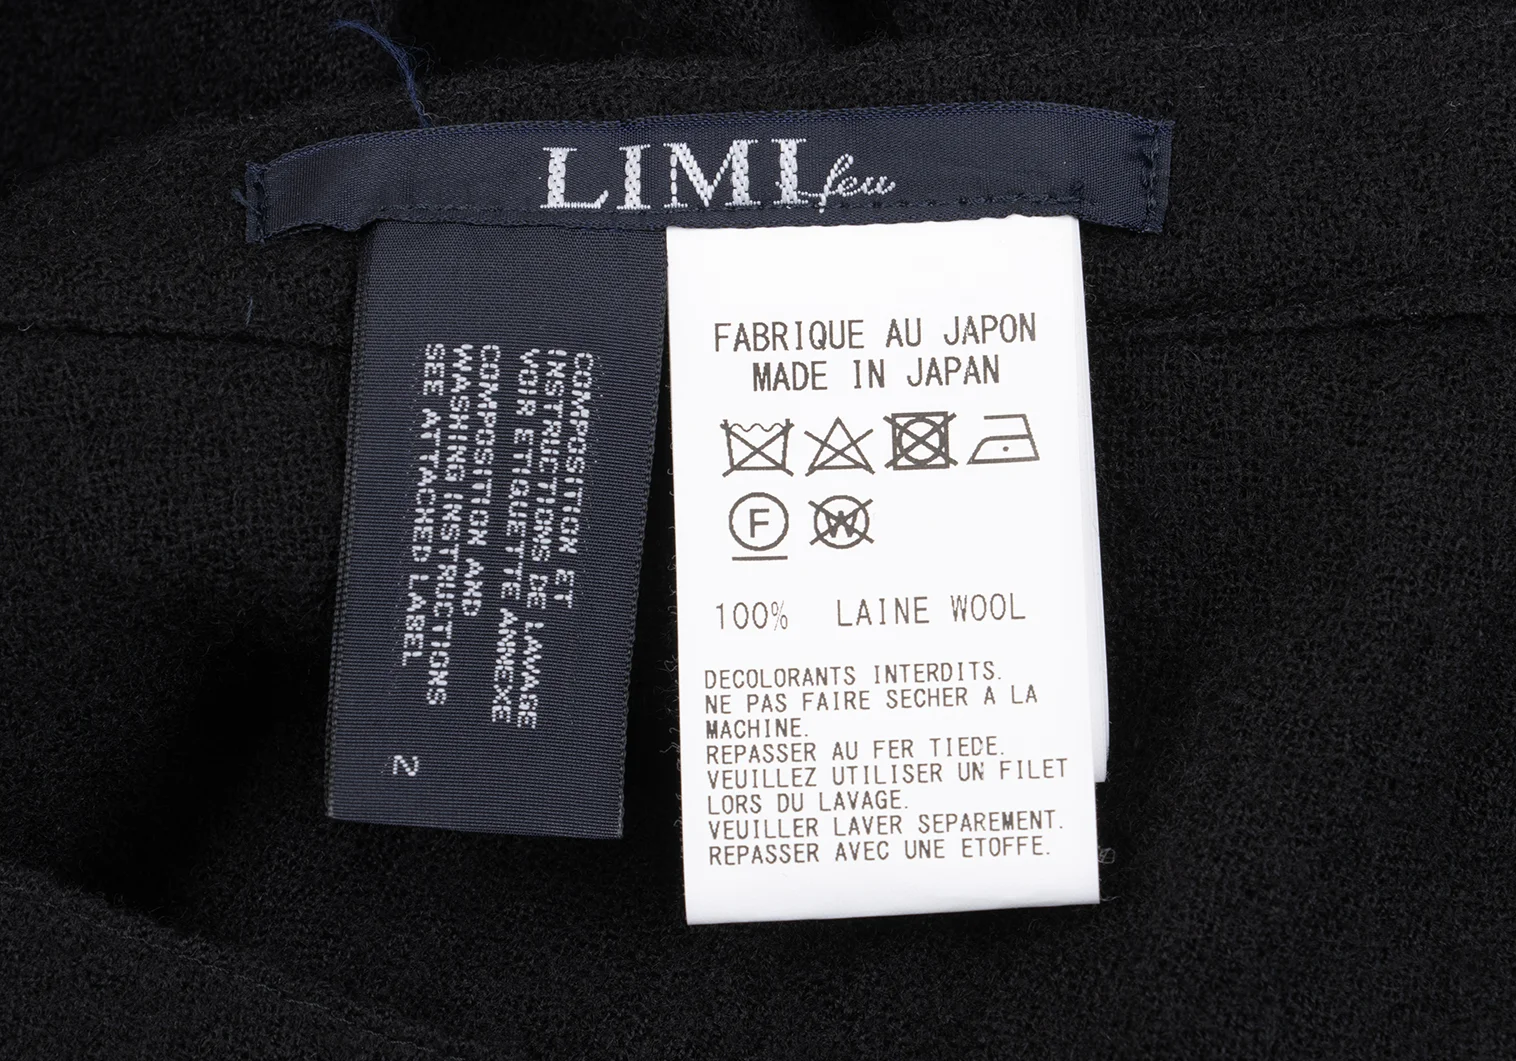 LIMI feu
COMPOSITION ET
INSTRUCTIONS DE LAVAGE
VOIR ETIQUETTE ANNEXE
COMPOSITION AND
WASHING INSTRUCTIONS
SEE ATTACHED LABEL
2
FABRIQUE AU JAPON
MADE IN JAPAN
F W
100% LAINE WOOL
DECOLORANTS INTERDITS.
NE PAS FAIRE SECHER A LA
MACHINE.
REPASSER AU FER TIEDE.
VEUILLEZ UTILISER UN FILET
LORS DU LAVAGE.
VEUILLER LAVER SEPAREMENT.
REPASSER AVEC UNE ETOFFE.